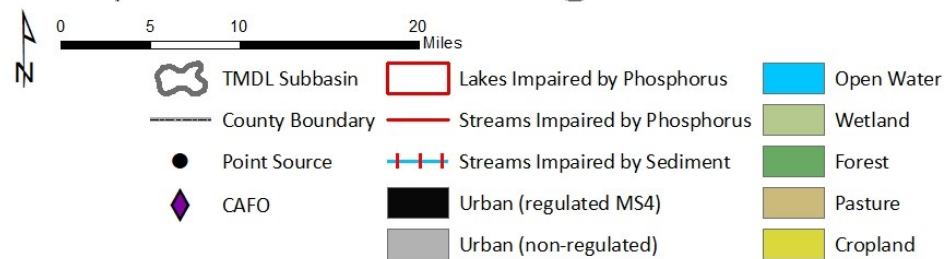 0 5 10 20
Miles
N
TMDL Subbasin
County Boundary
Point Source
CAFO
Lakes Impaired by Phosphorus
Streams Impaired by Phosphorus
Streams Impaired by Sediment
Urban (regulated MS4)
Urban (non-regulated)
Open Water
Wetland
Forest
Pasture
Cropland